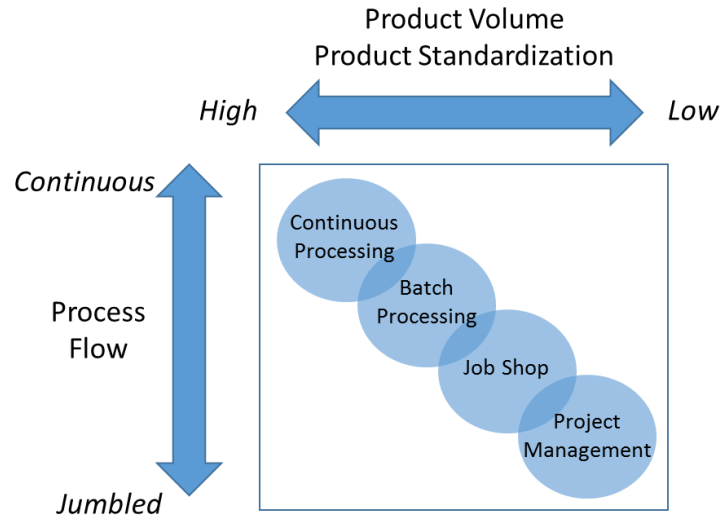 Product Volume
Product Standardization
High
Low
Continuous
Process
Flow
Jumbled
Continuous
Processing
Batch
Processing
Job Shop
Project
Management